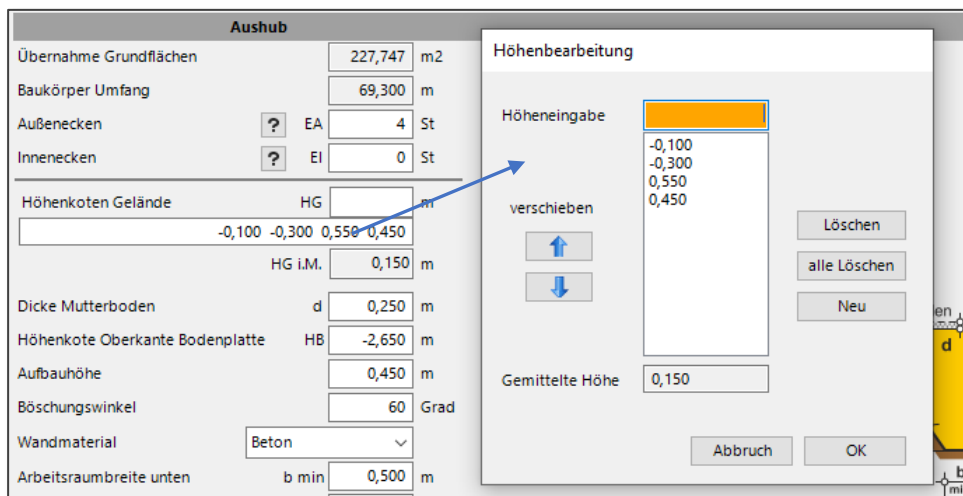 Aushub
Übernahme Grundflächen 227,747 m2
Baukörper Umfang 69,300 m
Außenecken ? EA 4 St
Innenecken ? EI 0 St
Höhenkoten Gelände HG m
-0,100 -0,300 0,550 0,450
HG i.M. 0,150 m
Dicke Mutterboden d 0,250 m
Höhenkote Oberkante Bodenplatte HB -2,650 m
Aufbauhöhe 0,450 m
Böschungswinkel 60 Grad
Wandmaterial Beton
Arbeitsraumbreite unten b min 0,500 m
Höhenbearbeitung
Höheneingabe
-0,100
-0,300
0,550
0,450
verschieben
Löschen
alle Löschen
Neu
Gemittelte Höhe 0,150
Abbruch OK
en
d
b
mi